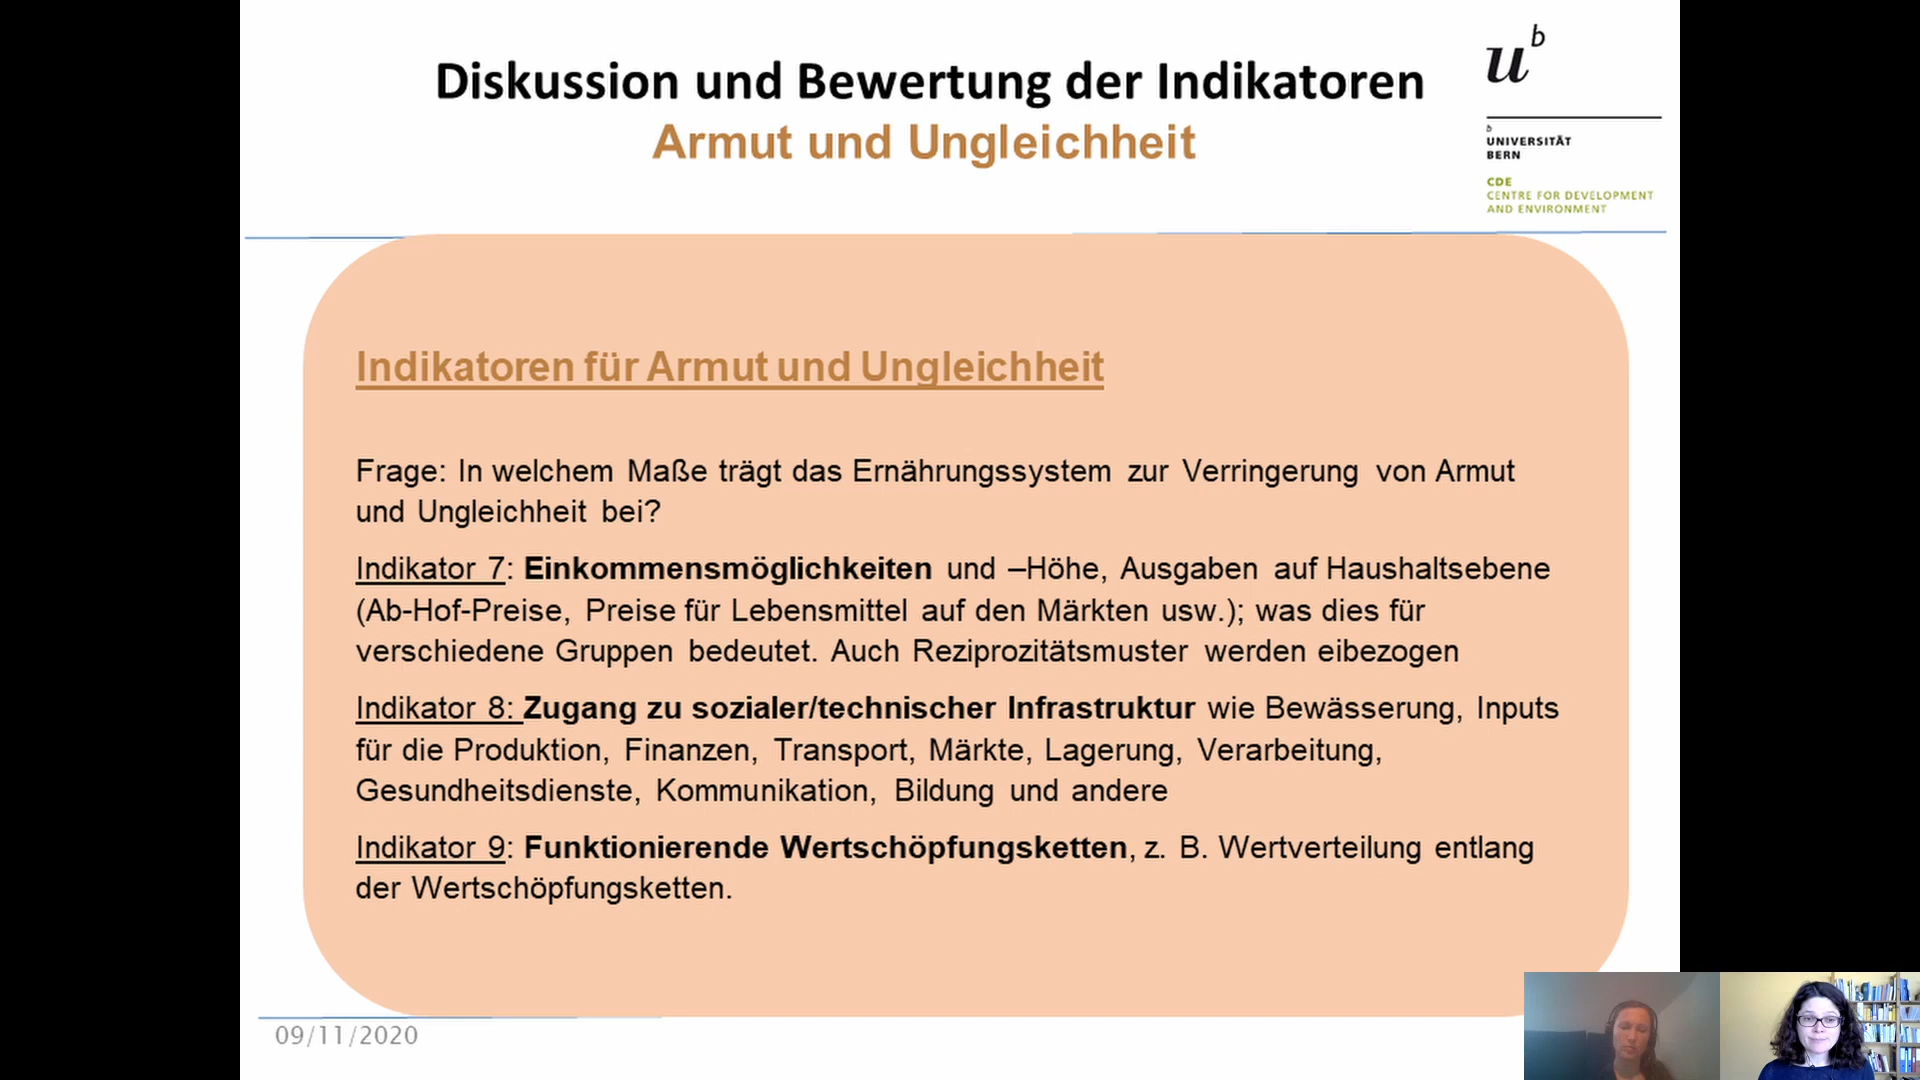 Diskussion und Bewertung der Indikatoren
Armut und Ungleichheit
u b
b
UNIVERSITÄT
BERN
CDE
CENTRE FOR DEVELOPMENT
AND ENVIRONMENT
Indikatoren für Armut und Ungleichheit
Frage: In welchem Maße trägt das Ernährungssystem zur Verringerung von Armut
und Ungleichheit bei?
Indikator 7: Einkommensmöglichkeiten und –Höhe, Ausgaben auf Haushaltsebene
(Ab-Hof-Preise, Preise für Lebensmittel auf den Märkten usw.); was dies für
verschiedene Gruppen bedeutet. Auch Reziprozitätsmuster werden eibezogen
Indikator 8: Zugang zu sozialer/technischer Infrastruktur wie Bewässerung, Inputs
für die Produktion, Finanzen, Transport, Märkte, Lagerung, Verarbeitung,
Gesundheitsdienste, Kommunikation, Bildung und andere
Indikator 9: Funktionierende Wertschöpfungsketten, z. B. Wertverteilung entlang
der Wertschöpfungsketten.
09/11/2020